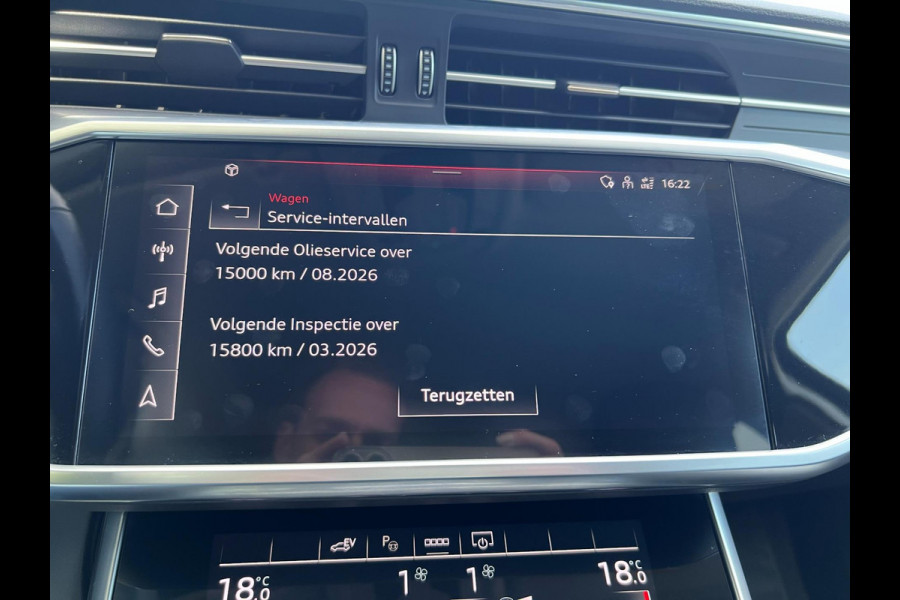 16:22
Wagen
Service-intervallen
Volgende Olieservice over
15000 km / 08.2026
Volgende Inspectie over
15800 km / 03.2026
Terugzetten
EV
P
18.0°C
1
1
18.0°C